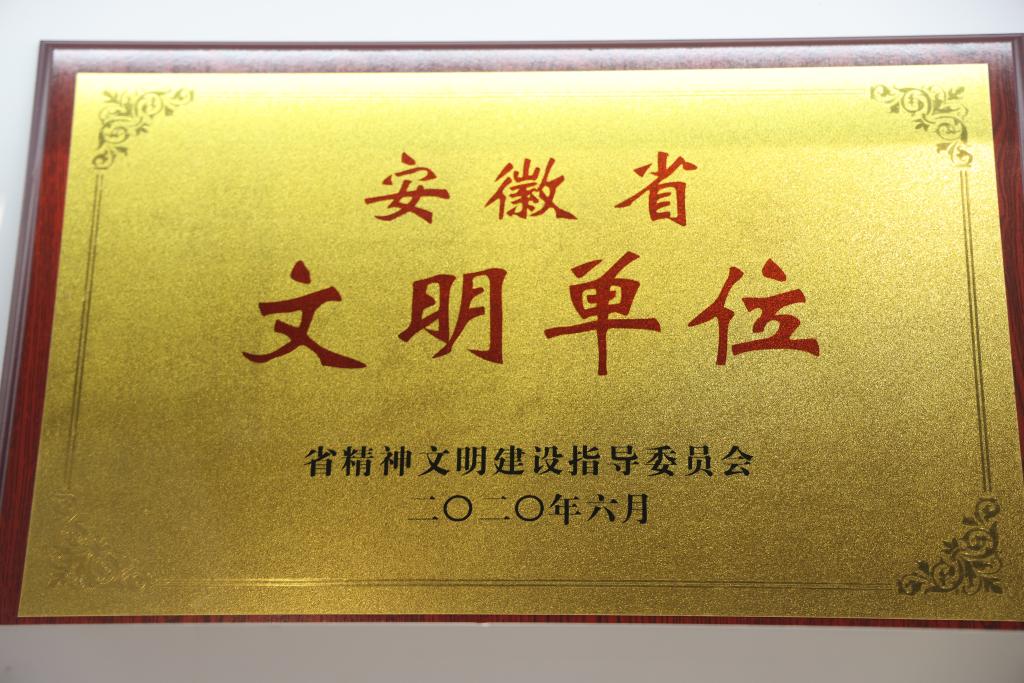 安徽省
文明单位
省精神文明建设指导委员会
二〇二〇年六月